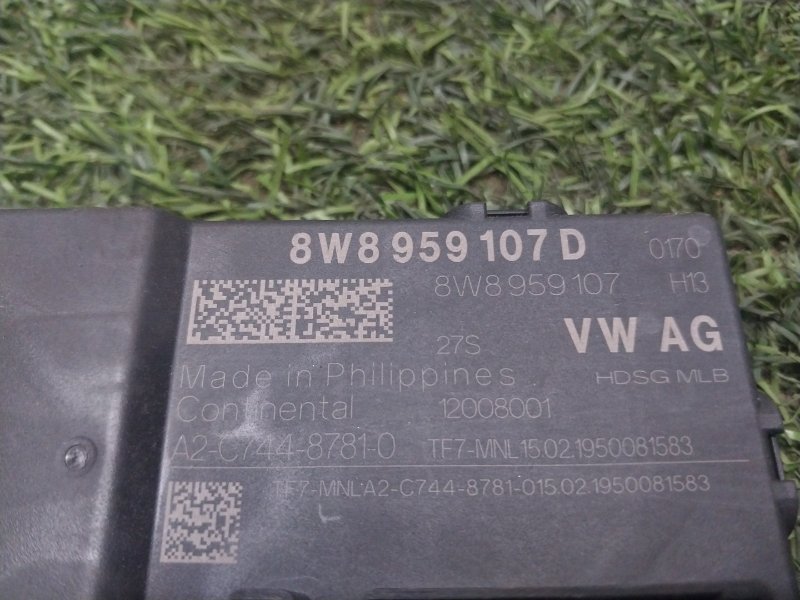 8W8 959 107 D 0170
8W8 959 107 H13
27S VW AG
Made in Philippines HDSG MLB
Continental 12008001
A2-C744-8781-0 TF7-MNL15.02.1950081583
TF7-MNLA2-C744-8781-015.02.1950081583